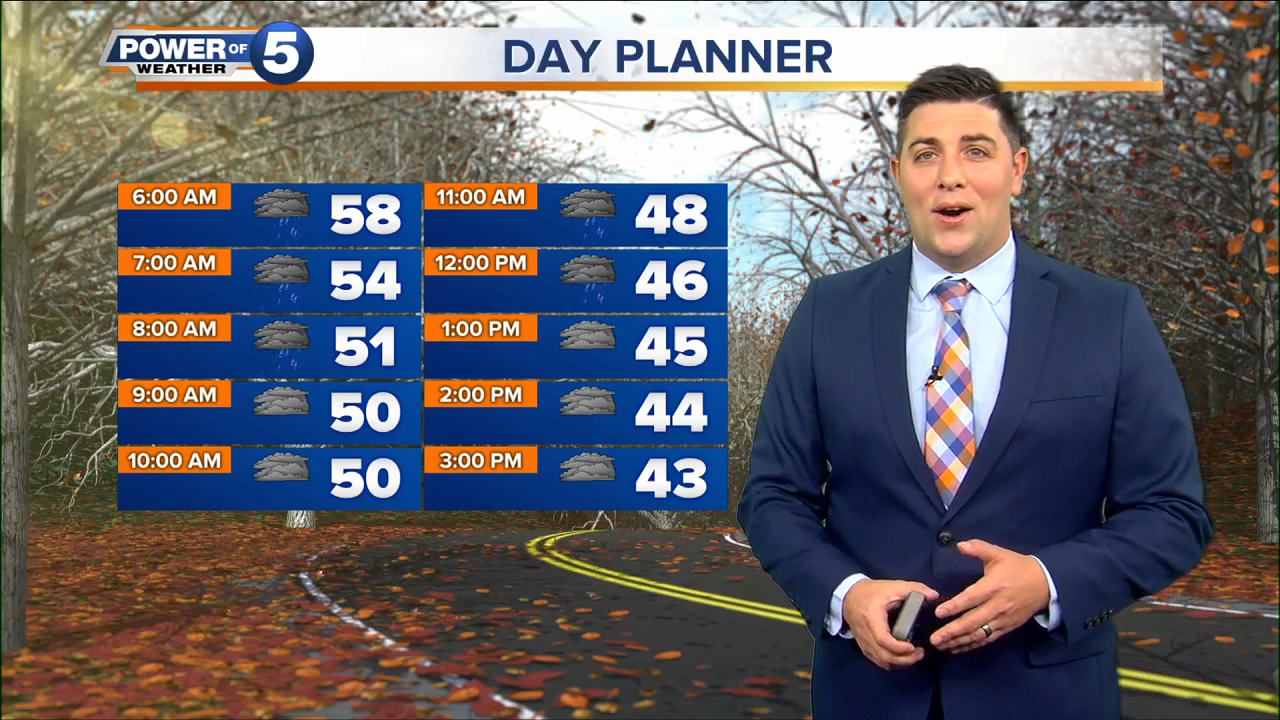 POWER OF 5
WEATHER
DAY PLANNER
6:00 AM 58
7:00 AM 54
8:00 AM 51
9:00 AM 50
10:00 AM 50
11:00 AM 48
12:00 PM 46
1:00 PM 45
2:00 PM 44
3:00 PM 43